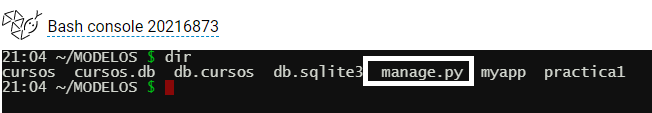 Bash console 20216873
21:04 ~/MODELOS $ dir
cursos  cursos.db  db.cursos  db.sqlite3  manage.py  myapp  practica1
21:04 ~/MODELOS $